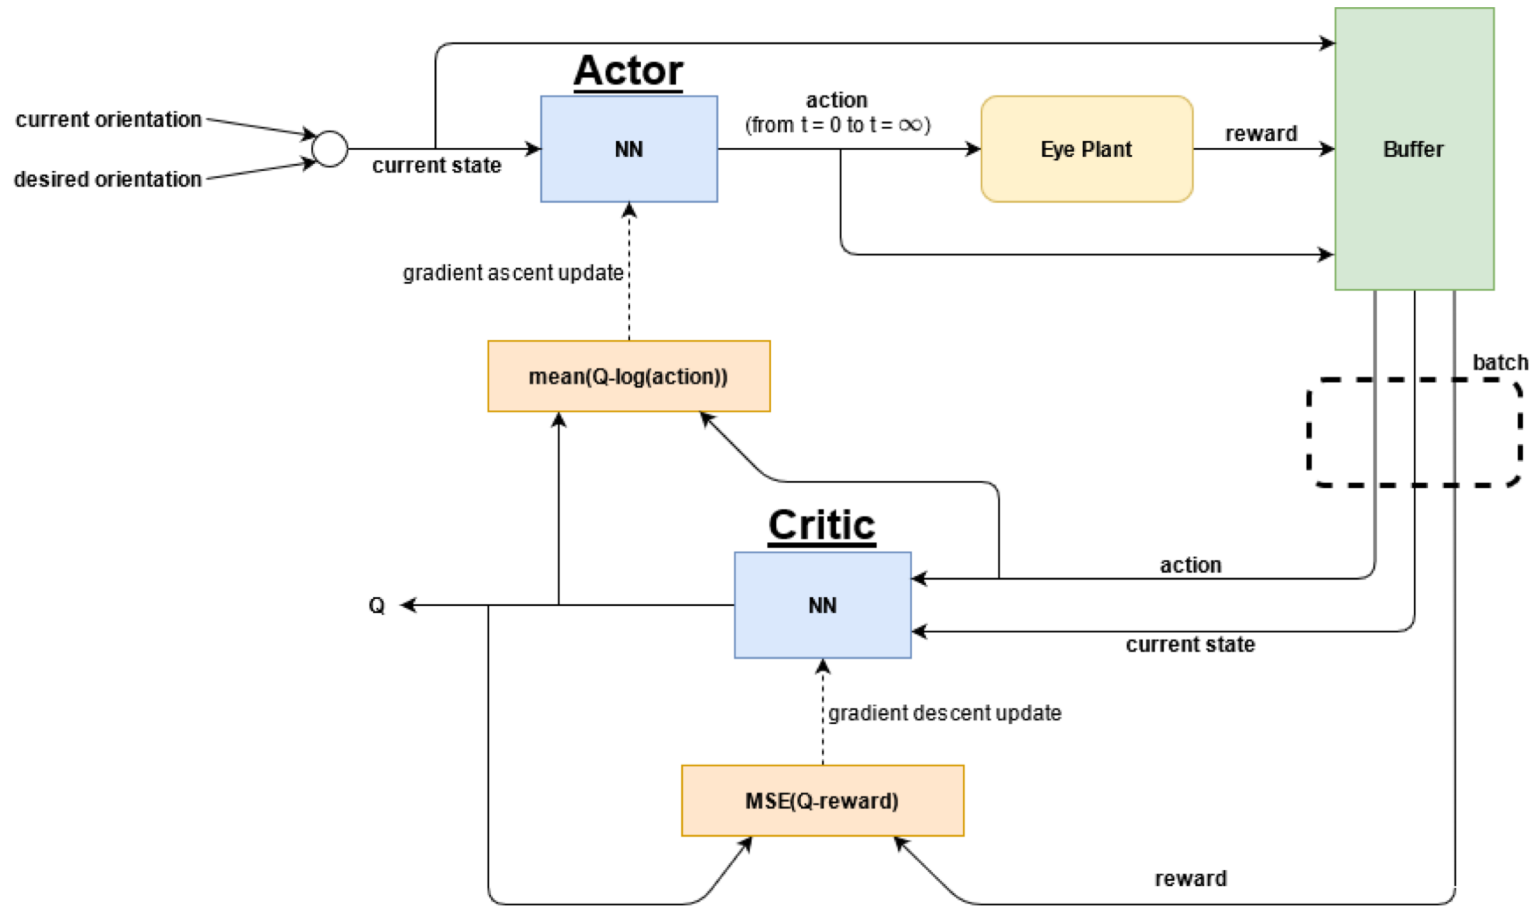 Actor
current orientation
desired orientation
current state
NN
action
(from t = 0 to t = ∞)
Eye Plant
reward
Buffer
gradient ascent update
mean(Q-log(action))
batch
Critic
action
Q
NN
current state
gradient descent update
MSE(Q-reward)
reward